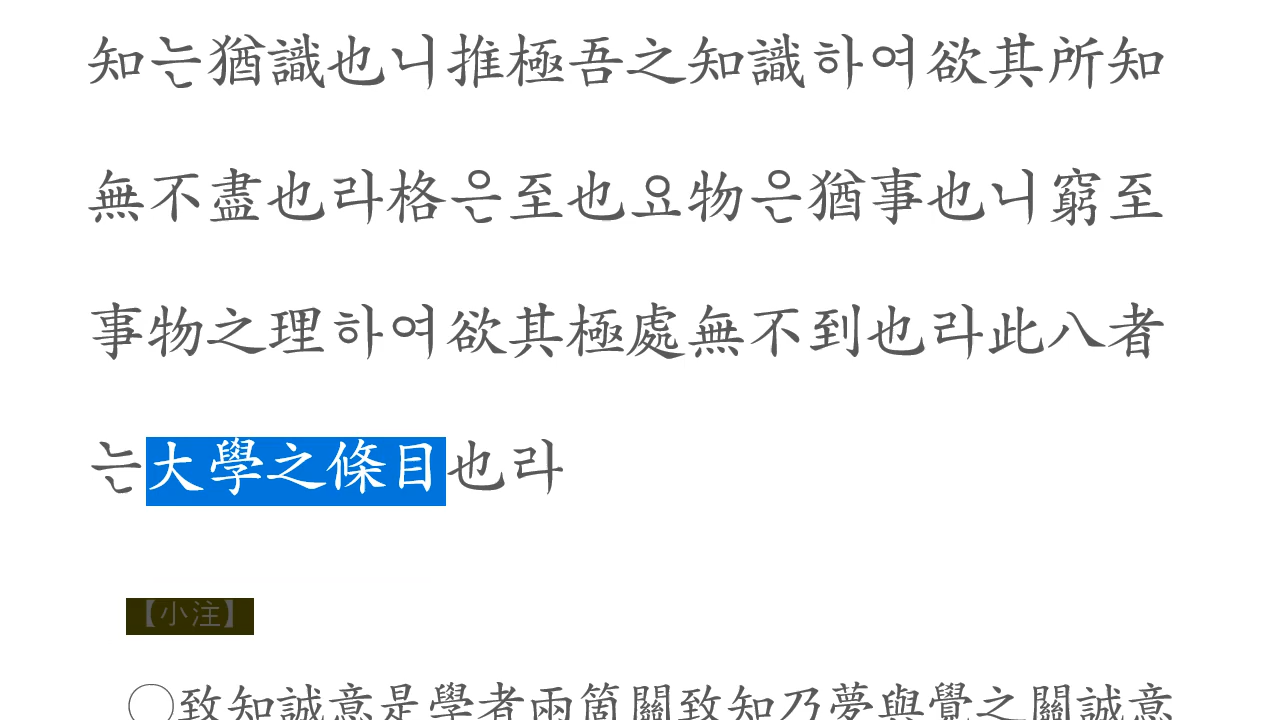 知는猶識也니推極吾之知識하여欲其所知
無不盡也라格은至也요物은猶事也니窮至
事物之理하여欲其極處無不到也라此八者
는大學之條目也라
【小注】
○致知誠意是學者兩箇關致知乃夢與覺之關誠意